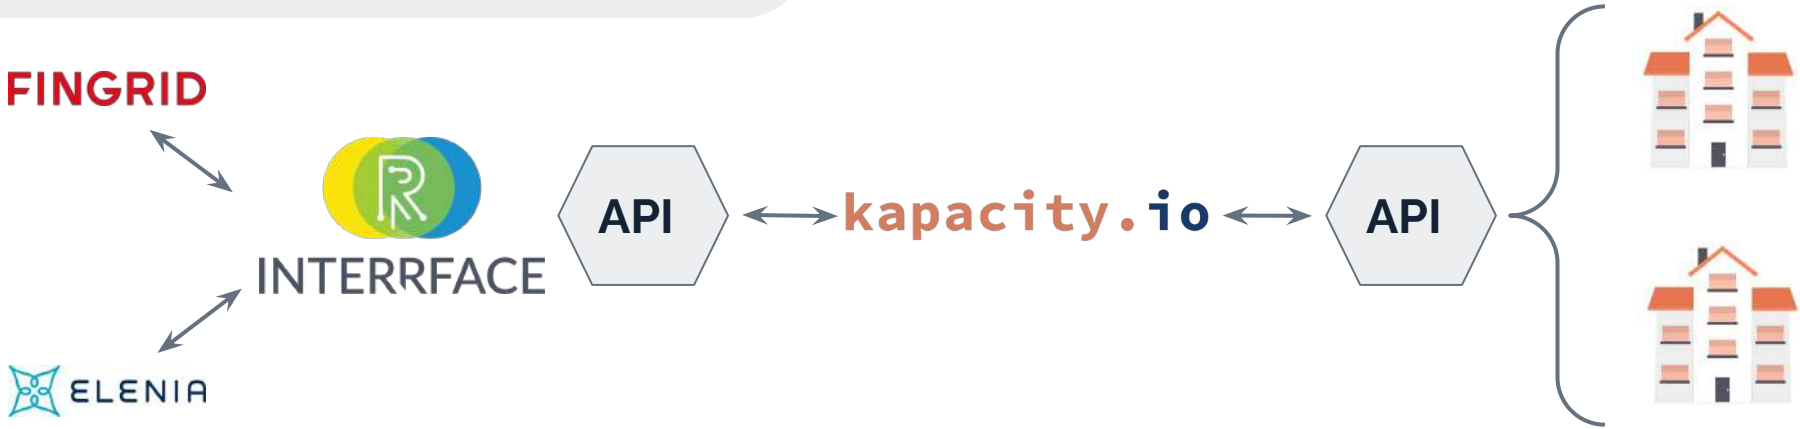 FINGRID
INTERRFACE
API
kapacity.io
API
ELENIA